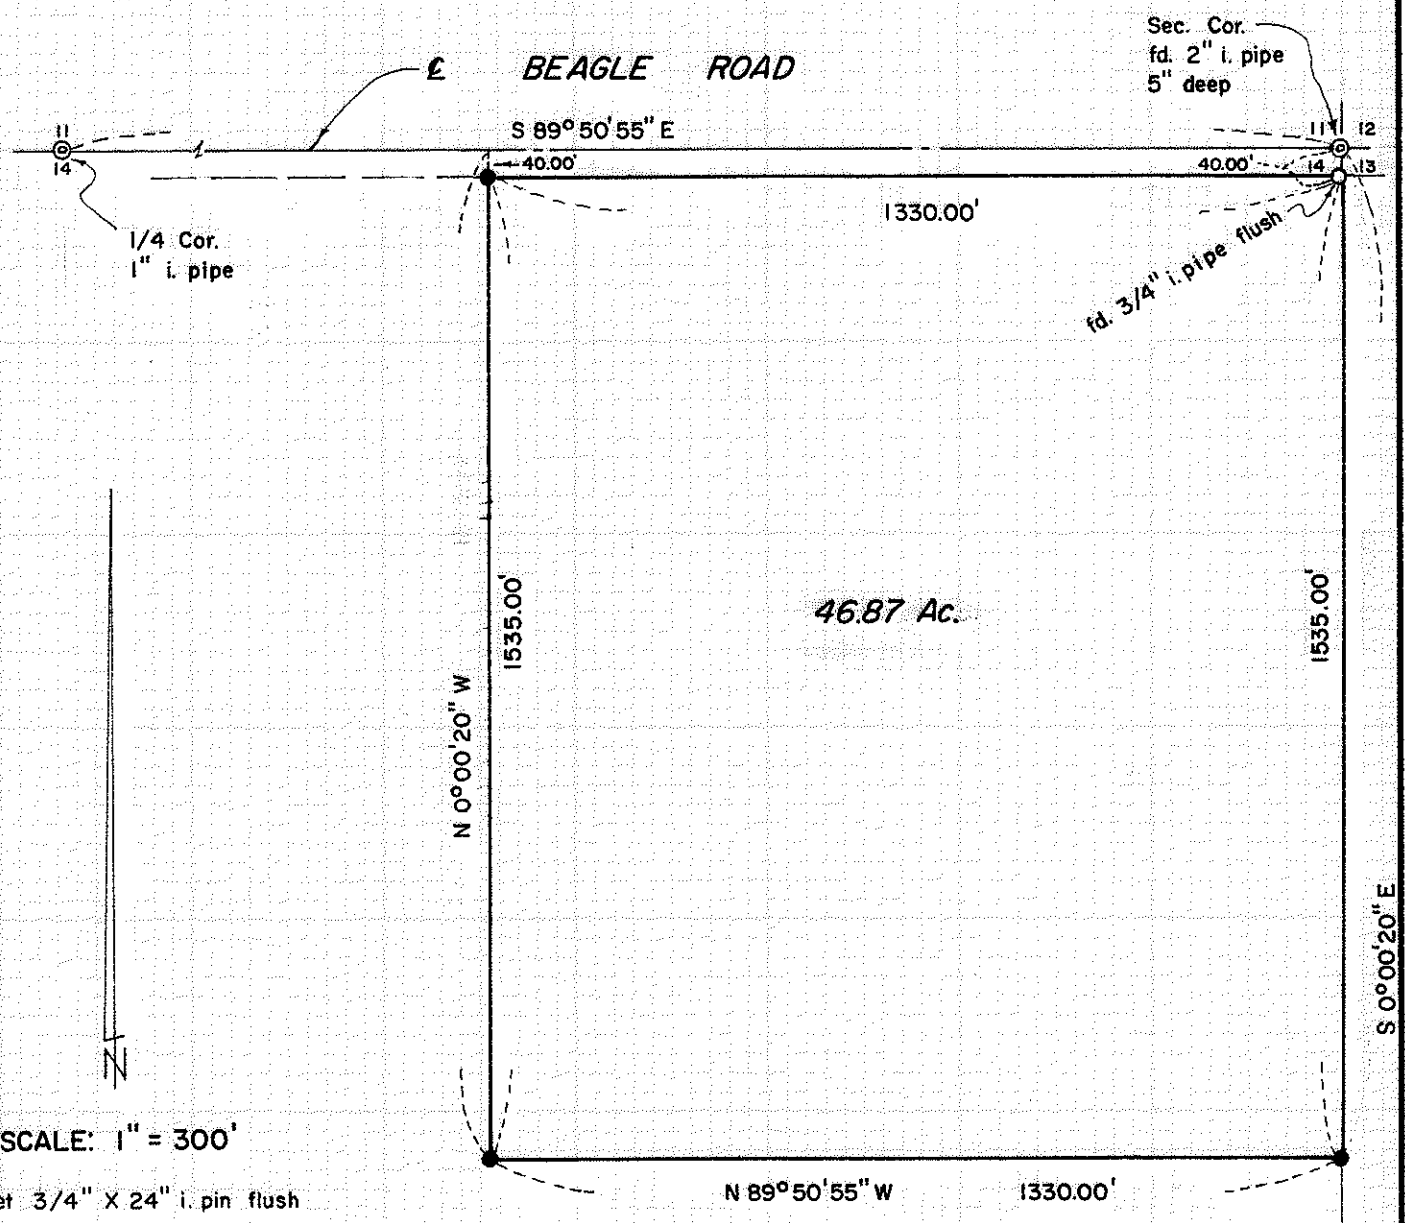 Sec. Cor.
fd. 2" i. pipe
5" deep
℄ BEAGLE ROAD
S 89° 50' 55" E
11
14
11 12
14 13
40.00'
40.00'
1330.00'
1/4 Cor.
1" i. pipe
fd. 3/4" i. pipe flush
1535.00'
46.87 Ac.
1535.00'
N 0° 00' 20" W
S 0° 00' 20" E
N
SCALE: 1" = 300'
3/4" X 24" i. pin flush
N 89° 50' 55" W 1330.00'